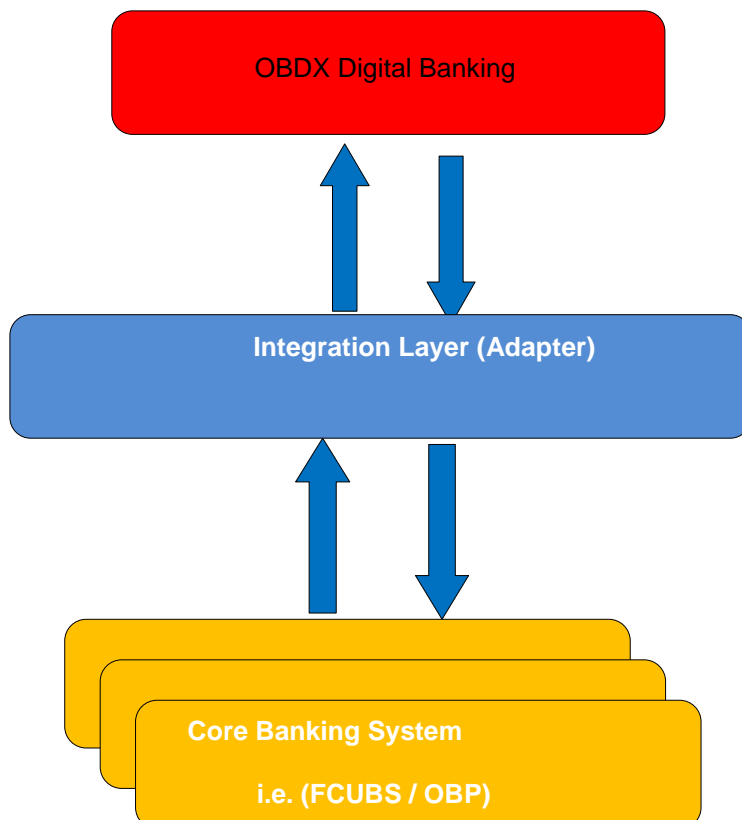 OBDX Digital Banking
Integration Layer (Adapter)
Core Banking System
i.e. (FCUBS / OBP)